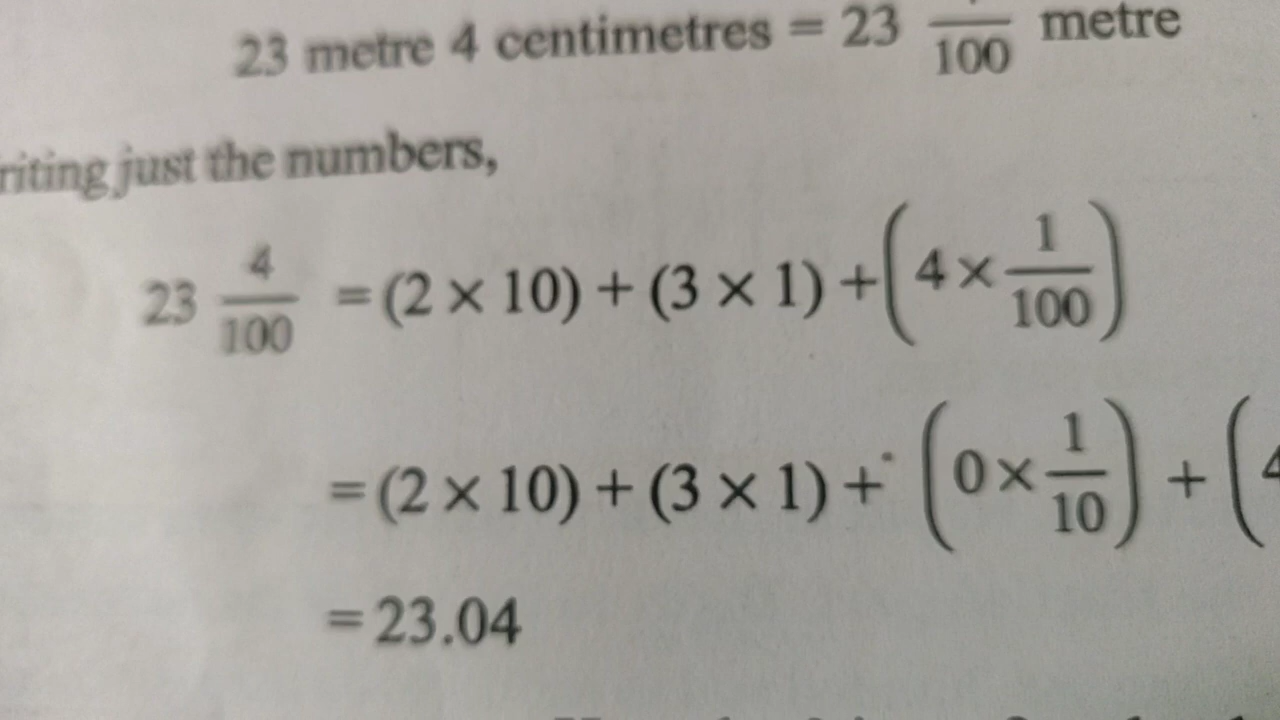 23 metre 4 centimetres = 23 /100 metre
riting just the numbers,
23 4/100 = (2 × 10) + (3 × 1) + (4 × 1/100)
= (2 × 10) + (3 × 1) + (0 × 1/10) + (4
= 23.04